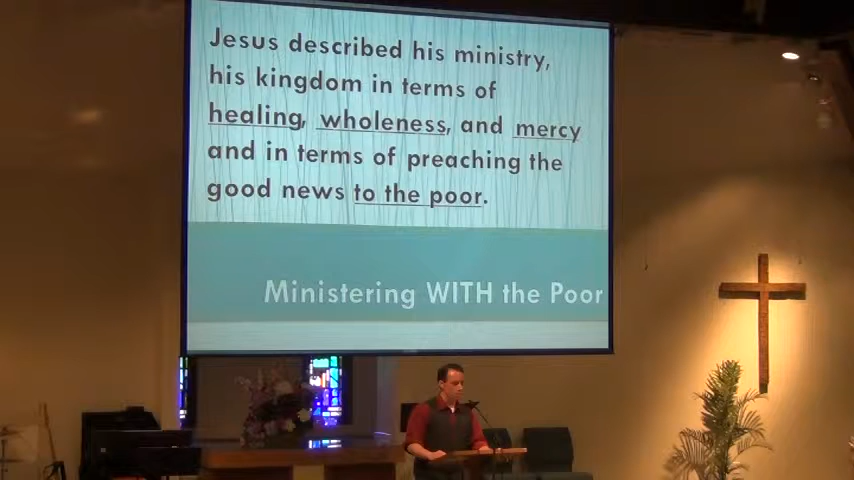 Jesus described his ministry,
his kingdom in terms of
healing, wholeness, and mercy
and in terms of preaching the
good news to the poor.
Ministering WITH the Poor